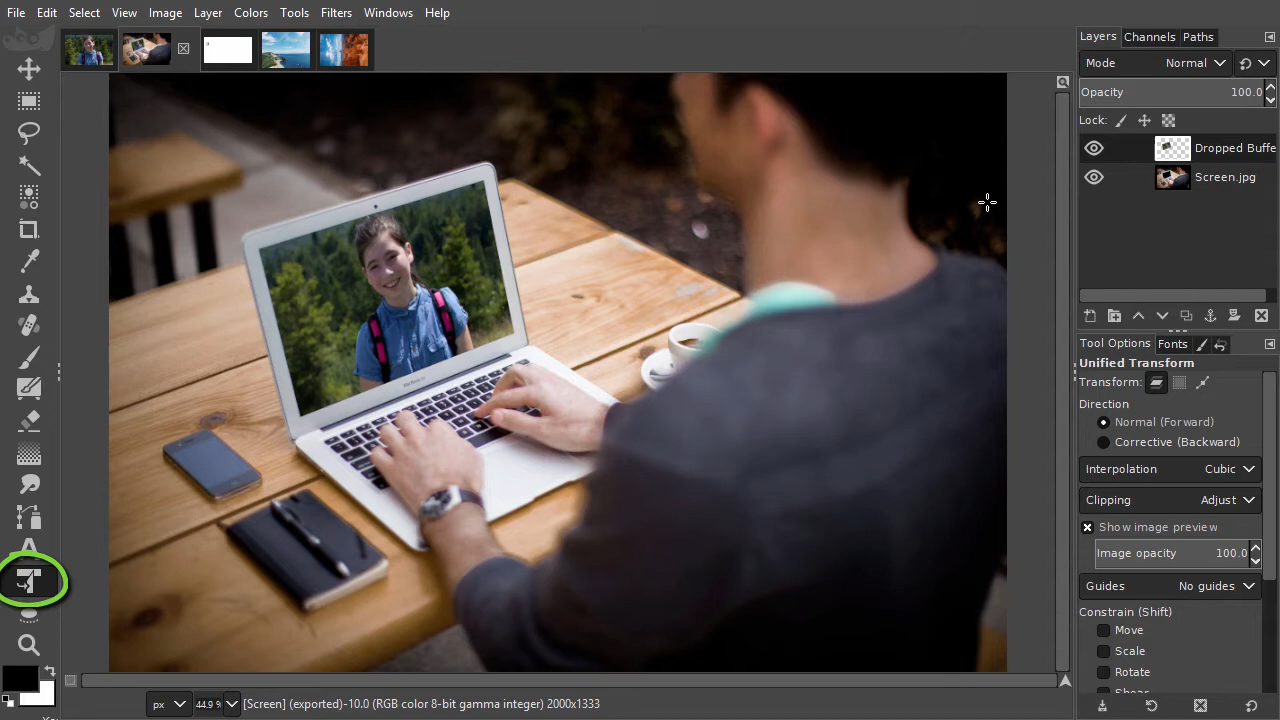 File Edit Select View Image Layer Colors Tools Filters Windows Help
Layers Channels Paths
Mode Normal
Opacity 100.0
Lock:
Dropped Buffe
Screen.jpg
Tool Options Fonts
Unified Transform
Transform:
Direction
Normal (Forward)
Corrective (Backward)
Interpolation Cubic
Clipping Adjust
Show image preview
Image opacity 100.0
Guides No guides
Constrain (Shift)
Move
Scale
Rotate
Shear
px 44.9 % [Screen] (exported)-10.0 (RGB color 8-bit gamma integer) 2000x1333